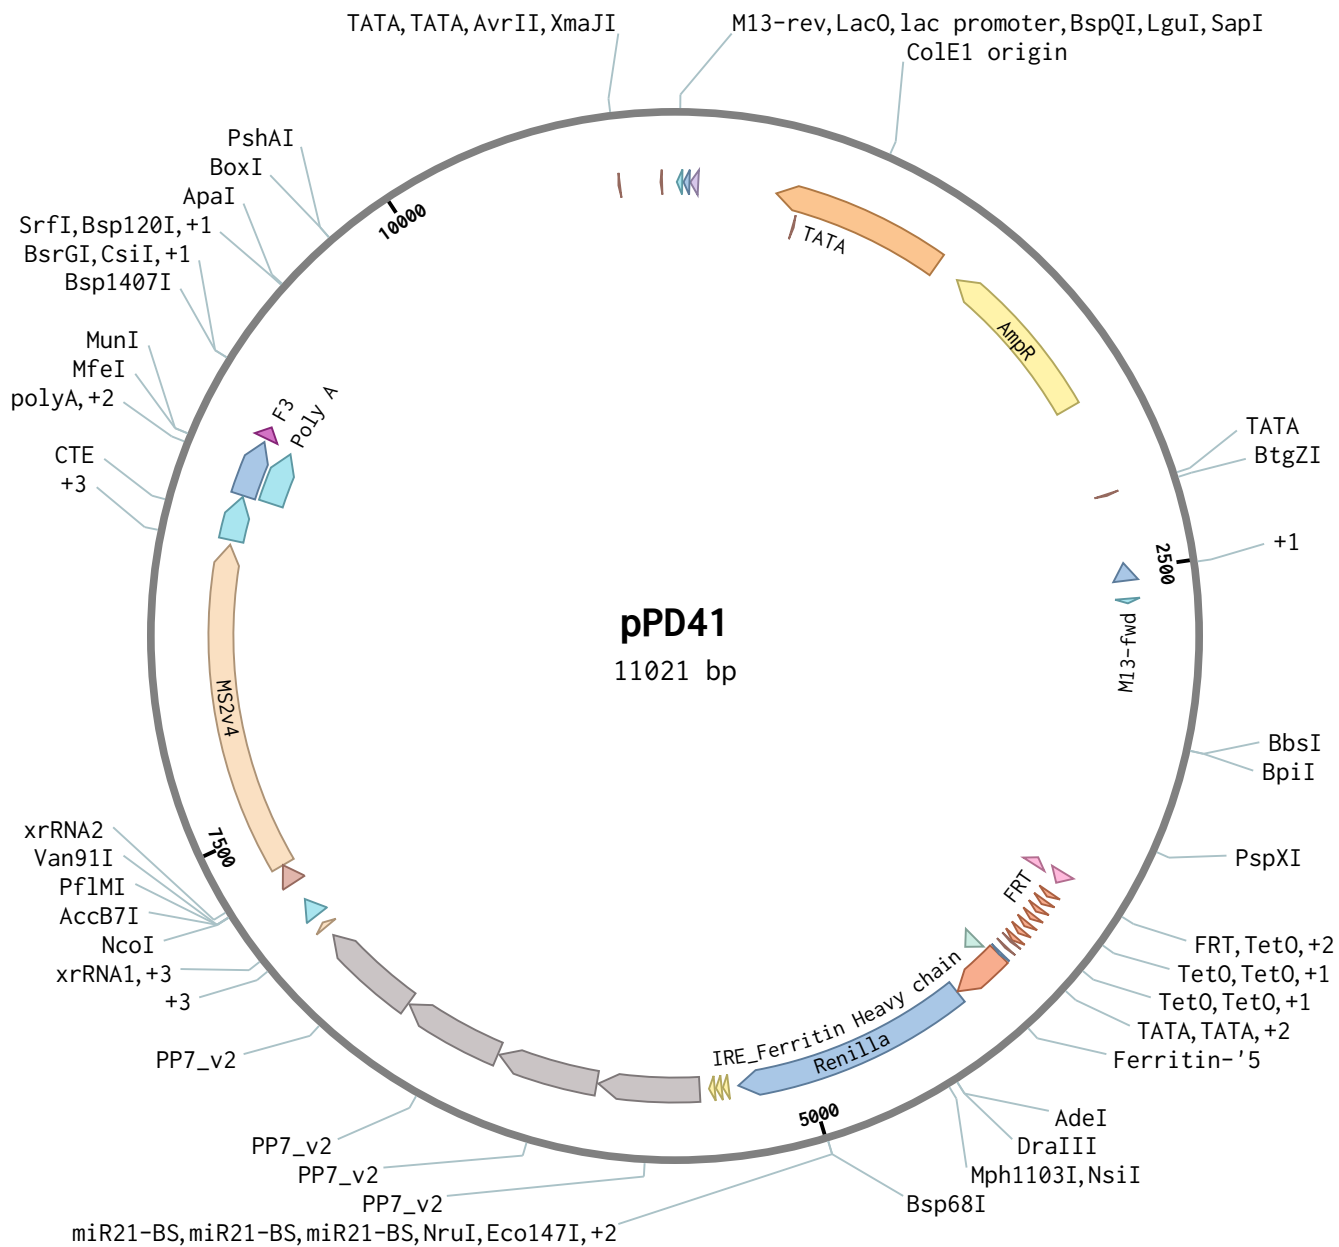 TATA,TATA,AvrII,XmaJI
M13-rev,LacO,lac promoter,BspQI,LguI,SapI
ColE1 origin
PshAI
BoxI
ApaI
SrfI,Bsp120I,+1
BsrGI,CsiI,+1
Bsp1407I
MunI
MfeI
polyA,+2
CTE
+3
10000
TATA
AmpR
F3
Poly A
TATA
BtgZI
2500
+1
M13-fwd
pPD41
11021 bp
MS2v4
BbsI
BpiI
PspXI
7500
xrRNA2
Van91I
PflMI
AccB7I
NcoI
xrRNA1,+3
+3
FRT
FRT,TetO,+2
TetO,TetO,+1
TetO,TetO,+1
TATA,TATA,+2
Ferritin-'5
IRE_Ferritin Heavy chain
Renilla
PP7_v2
5000
AdeI
DraIII
Mph1103I,NsiI
Bsp68I
PP7_v2
PP7_v2
PP7_v2
miR21-BS,miR21-BS,miR21-BS,NruI,Eco147I,+2